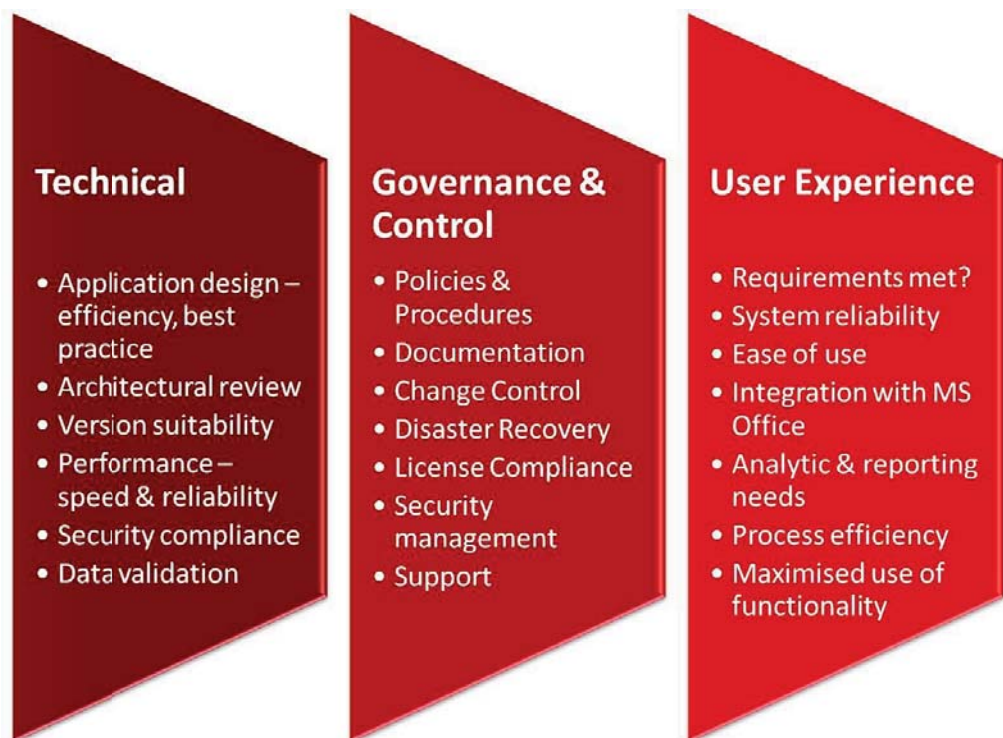 Technical
• Application design –
efficiency, best
practice
• Architectural review
• Version suitability
• Performance –
speed & reliability
• Security compliance
• Data validation
Governance &
Control
• Policies &
Procedures
• Documentation
• Change Control
• Disaster Recovery
• License Compliance
• Security
management
• Support
User Experience
• Requirements met?
• System reliability
• Ease of use
• Integration with MS
Office
• Analytic & reporting
needs
• Process efficiency
• Maximised use of
functionality